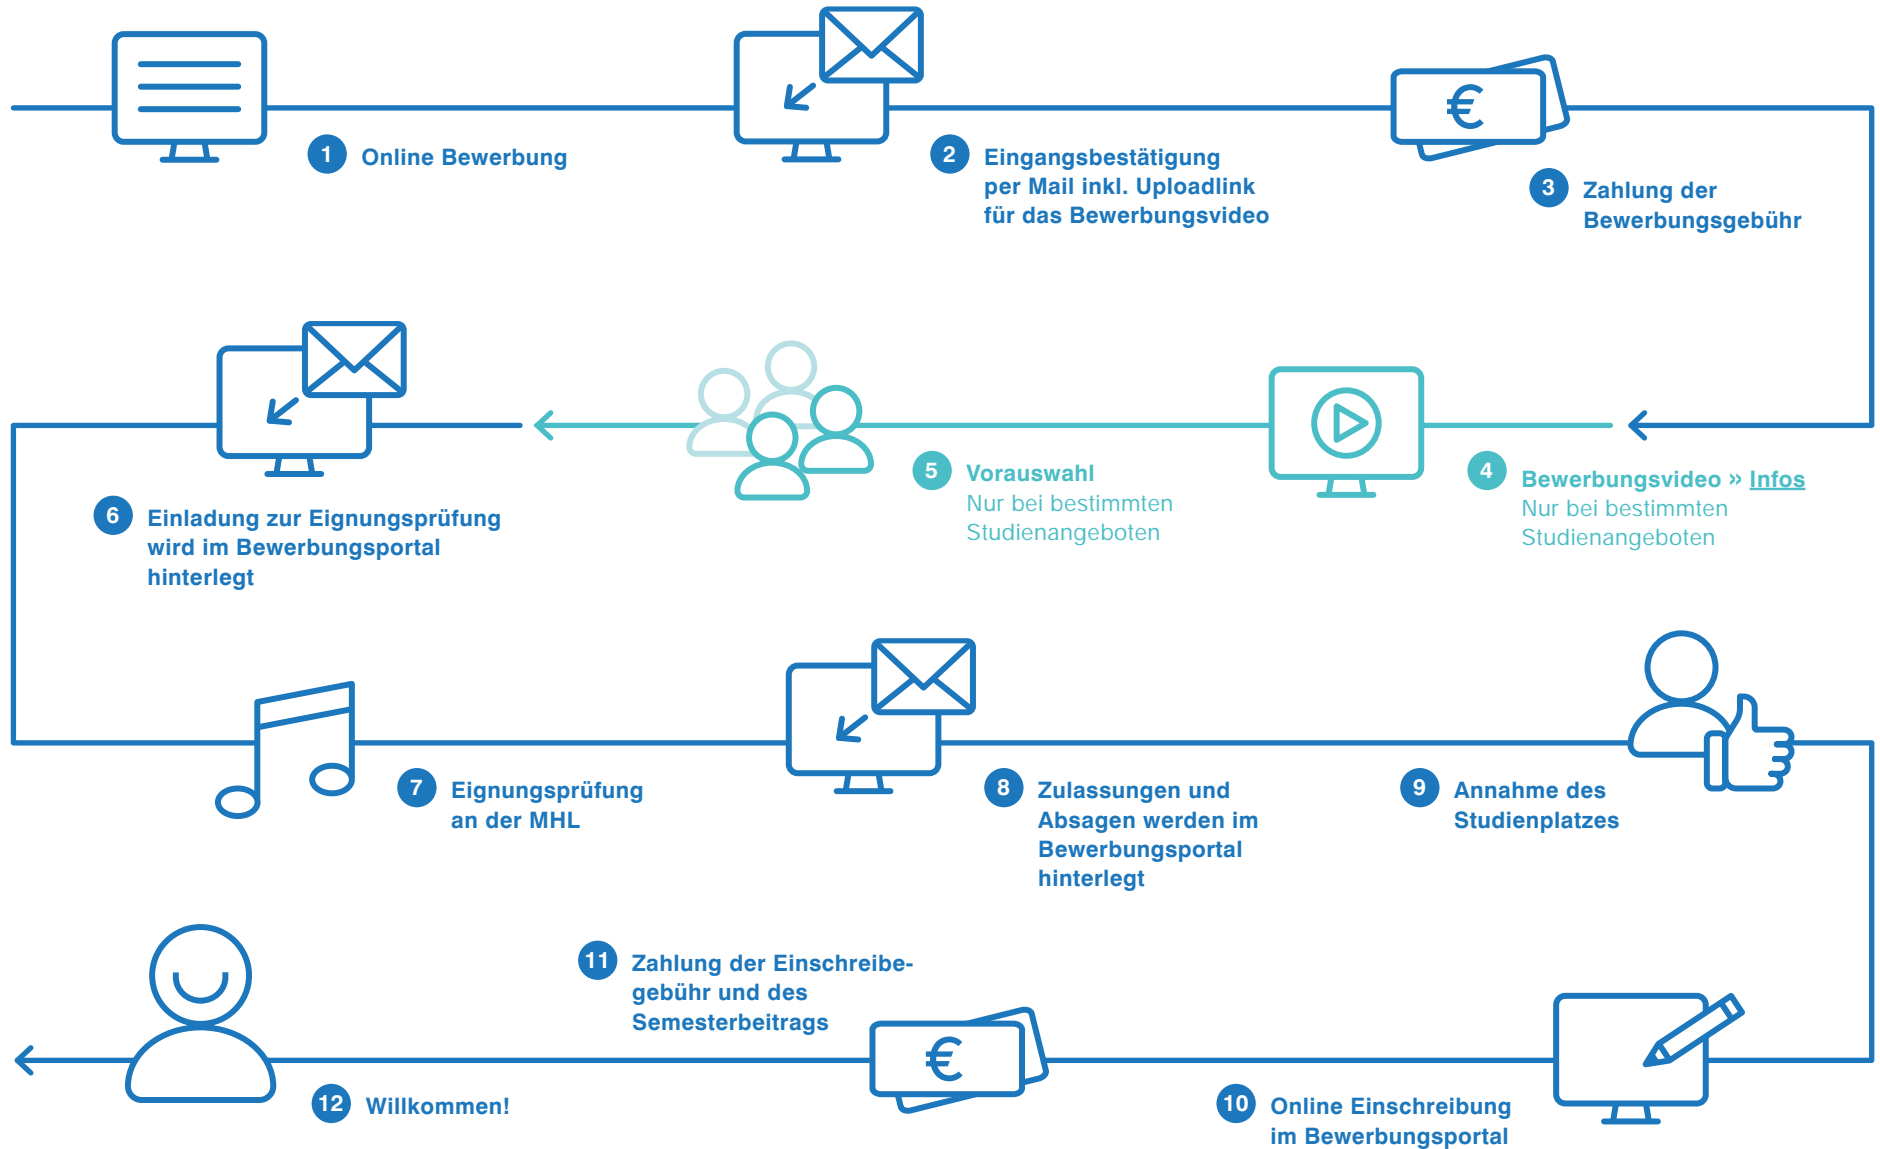 1 Online Bewerbung
2 Eingangsbestätigung
per Mail inkl. Uploadlink
für das Bewerbungsvideo
€
3 Zahlung der
Bewerbungsgebühr
4 Bewerbungsvideo » Infos
Nur bei bestimmten
Studienangeboten
5 Vorauswahl
Nur bei bestimmten
Studienangeboten
6 Einladung zur Eignungsprüfung
wird im Bewerbungsportal
hinterlegt
7 Eignungsprüfung
an der MHL
8 Zulassungen und
Absagen werden im
Bewerbungsportal
hinterlegt
9 Annahme des
Studienplatzes
10 Online Einschreibung
im Bewerbungsportal
11 Zahlung der Einschreibe-
gebühr und des
Semesterbeitrags
€
12 Willkommen!